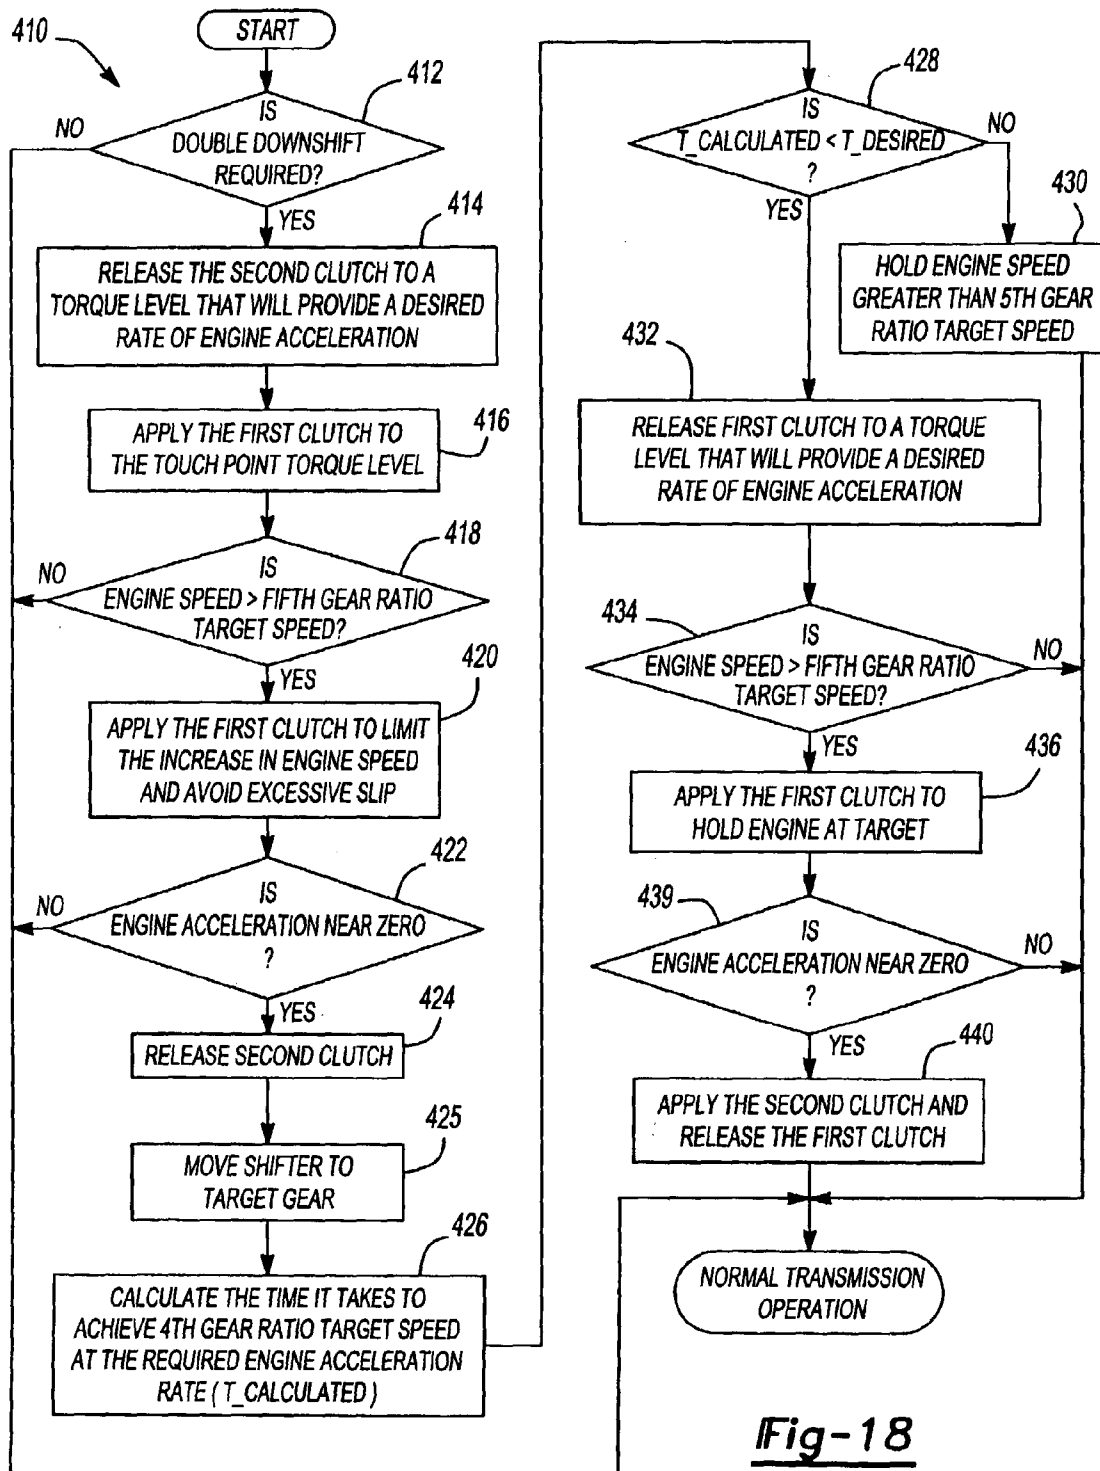 410
START
412
NO
IS
DOUBLE DOWNSHIFT
REQUIRED?
YES
414
RELEASE THE SECOND CLUTCH TO A
TORQUE LEVEL THAT WILL PROVIDE A DESIRED
RATE OF ENGINE ACCELERATION
APPLY THE FIRST CLUTCH TO
THE TOUCH POINT TORQUE LEVEL
416
418
NO
IS
ENGINE SPEED > FIFTH GEAR RATIO
TARGET SPEED?
YES
420
APPLY THE FIRST CLUTCH TO LIMIT
THE INCREASE IN ENGINE SPEED
AND AVOID EXCESSIVE SLIP
422
NO
IS
ENGINE ACCELERATION NEAR ZERO
?
YES
424
RELEASE SECOND CLUTCH
425
MOVE SHIFTER TO
TARGET GEAR
426
CALCULATE THE TIME IT TAKES TO
ACHIEVE 4TH GEAR RATIO TARGET SPEED
AT THE REQUIRED ENGINE ACCELERATION
RATE ( T_CALCULATED )
428
IS
T_CALCULATED < T_DESIRED
?
NO
YES
430
HOLD ENGINE SPEED
GREATER THAN 5TH GEAR
RATIO TARGET SPEED
432
RELEASE FIRST CLUTCH TO A TORQUE
LEVEL THAT WILL PROVIDE A DESIRED
RATE OF ENGINE ACCELERATION
434
IS
ENGINE SPEED > FIFTH GEAR RATIO
TARGET SPEED?
NO
YES
436
APPLY THE FIRST CLUTCH TO
HOLD ENGINE AT TARGET
439
IS
ENGINE ACCELERATION NEAR ZERO
?
NO
YES
440
APPLY THE SECOND CLUTCH AND
RELEASE THE FIRST CLUTCH
NORMAL TRANSMISSION
OPERATION
Fig-18